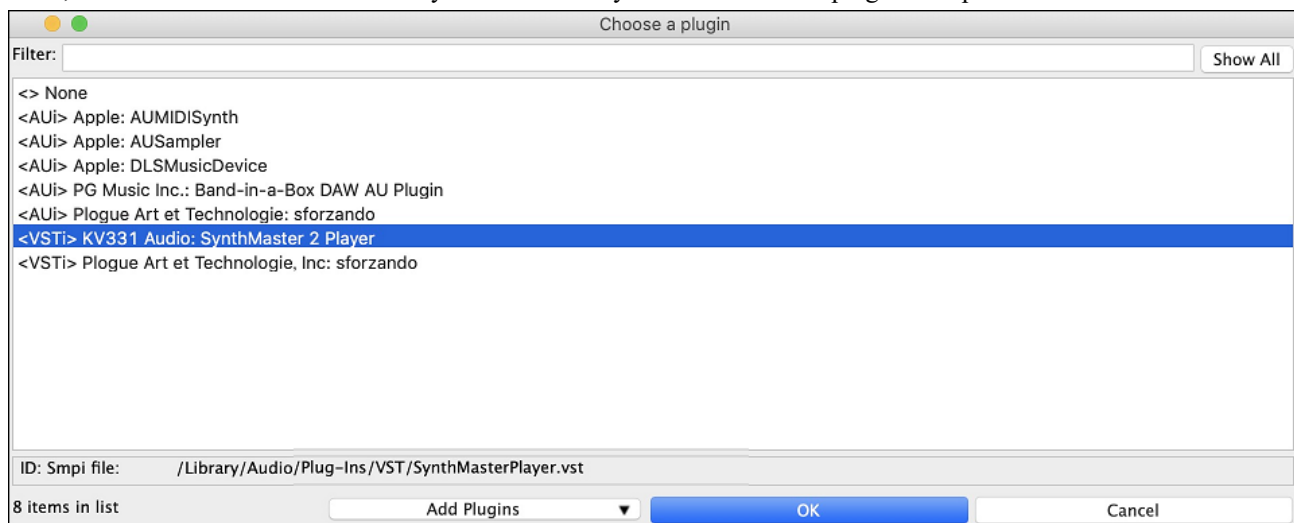 Choose a plugin
Filter: Show All
<> None
<AUi> Apple: AUMIDISynth
<AUi> Apple: AUSampler
<AUi> Apple: DLSMusicDevice
<AUi> PG Music Inc.: Band-in-a-Box DAW AU Plugin
<AUi> Plogue Art et Technologie: sforzando
<VSTi> KV331 Audio: SynthMaster 2 Player
<VSTi> Plogue Art et Technologie, Inc: sforzando
ID: Smpi file: /Library/Audio/Plug-Ins/VST/SynthMasterPlayer.vst
8 items in list Add Plugins ▼ OK Cancel